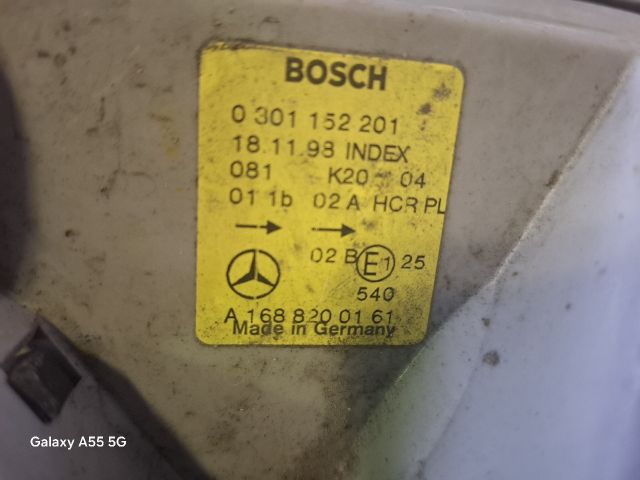 BOSCH
0 301 152 201
18.11.98 INDEX
081 K20 04
01 1b 02 A HCR PL
02 B E1 25
540
A 168 820 01 61
Made in Germany
Galaxy A55 5G